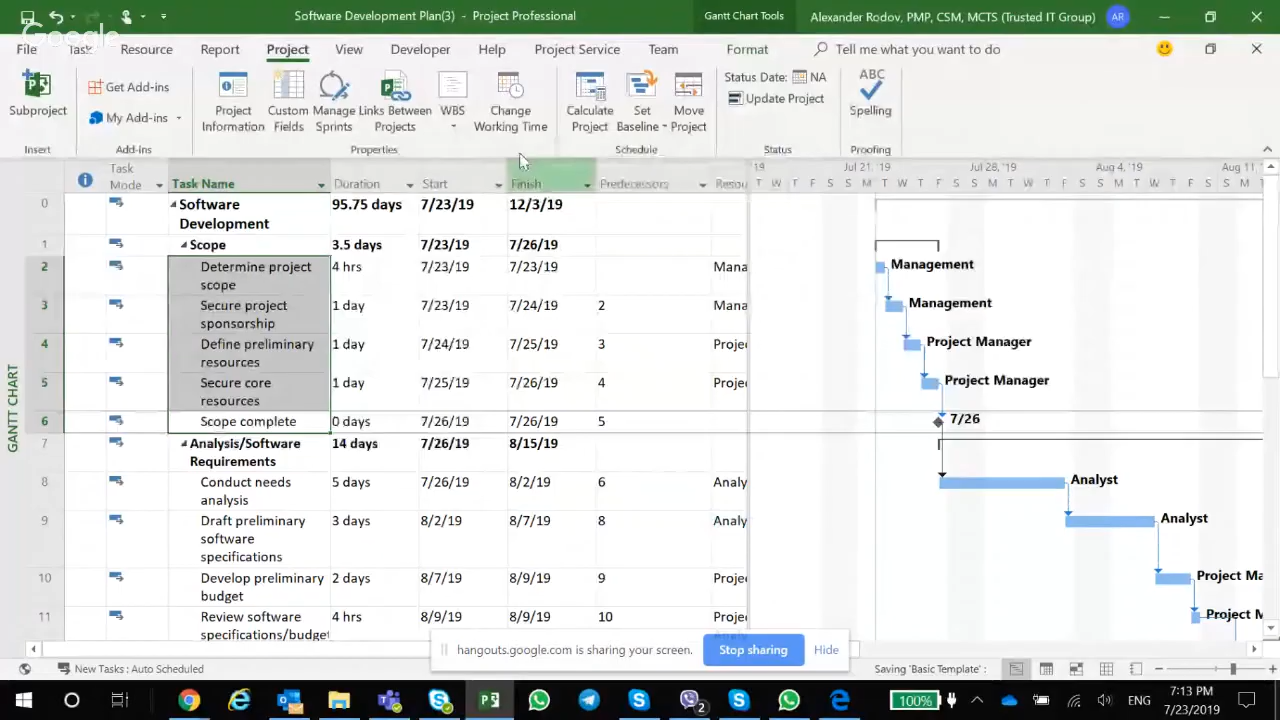 Software Development Plan(3) - Project Professional
Gantt Chart Tools
Alexander Rodov, PMP, CSM, MCTS (Trusted IT Group)
AR
Google
File
Task
Resource
Report
Project
View
Developer
Help
Project Service
Team
Format
Tell me what you want to do
Subproject
Get Add-ins
My Add-ins
Project
Information
Custom
Fields
Manage
Sprints
Links Between
Projects
WBS
Change
Working Time
Calculate
Project
Set
Baseline
Move
Project
Status Date:
NA
Update Project
ABC
Spelling
Insert
Add-ins
Properties
Schedule
Status
Proofing
Task
Mode
Task Name
Duration
Start
Finish
Predecessors
Resou
'19
Jul 21, '19
Jul 28, '19
Aug 4, '19
Aug 11,
T W T F S S M T W T F S S M T W T F S S M T W T F S S M T
0 Software Development 95.75 days 7/23/19 12/3/19
1 Scope 3.5 days 7/23/19 7/26/19
2 Determine project scope 4 hrs 7/23/19 7/23/19 Mana
Management
3 Secure project sponsorship 1 day 7/23/19 7/24/19 2 Mana
Management
4 Define preliminary resources 1 day 7/24/19 7/25/19 3 Projec
Project Manager
5 Secure core resources 1 day 7/25/19 7/26/19 4 Projec
Project Manager
6 Scope complete 0 days 7/26/19 7/26/19 5
7/26
7 Analysis/Software Requirements 14 days 7/26/19 8/15/19
8 Conduct needs analysis 5 days 7/26/19 8/2/19 6 Analy
Analyst
9 Draft preliminary software specifications 3 days 8/2/19 8/7/19 8 Analy
Analyst
10 Develop preliminary budget 2 days 8/7/19 8/9/19 9 Projec
Project Ma
11 Review software specifications/budget 4 hrs 8/9/19 8/9/19 10 Projec
Project M
GANTT CHART
hangouts.google.com is sharing your screen.
Stop sharing
Hide
New Tasks : Auto Scheduled
Saving 'Basic Template' :
2
100%
ENG
7:13 PM
7/23/2019